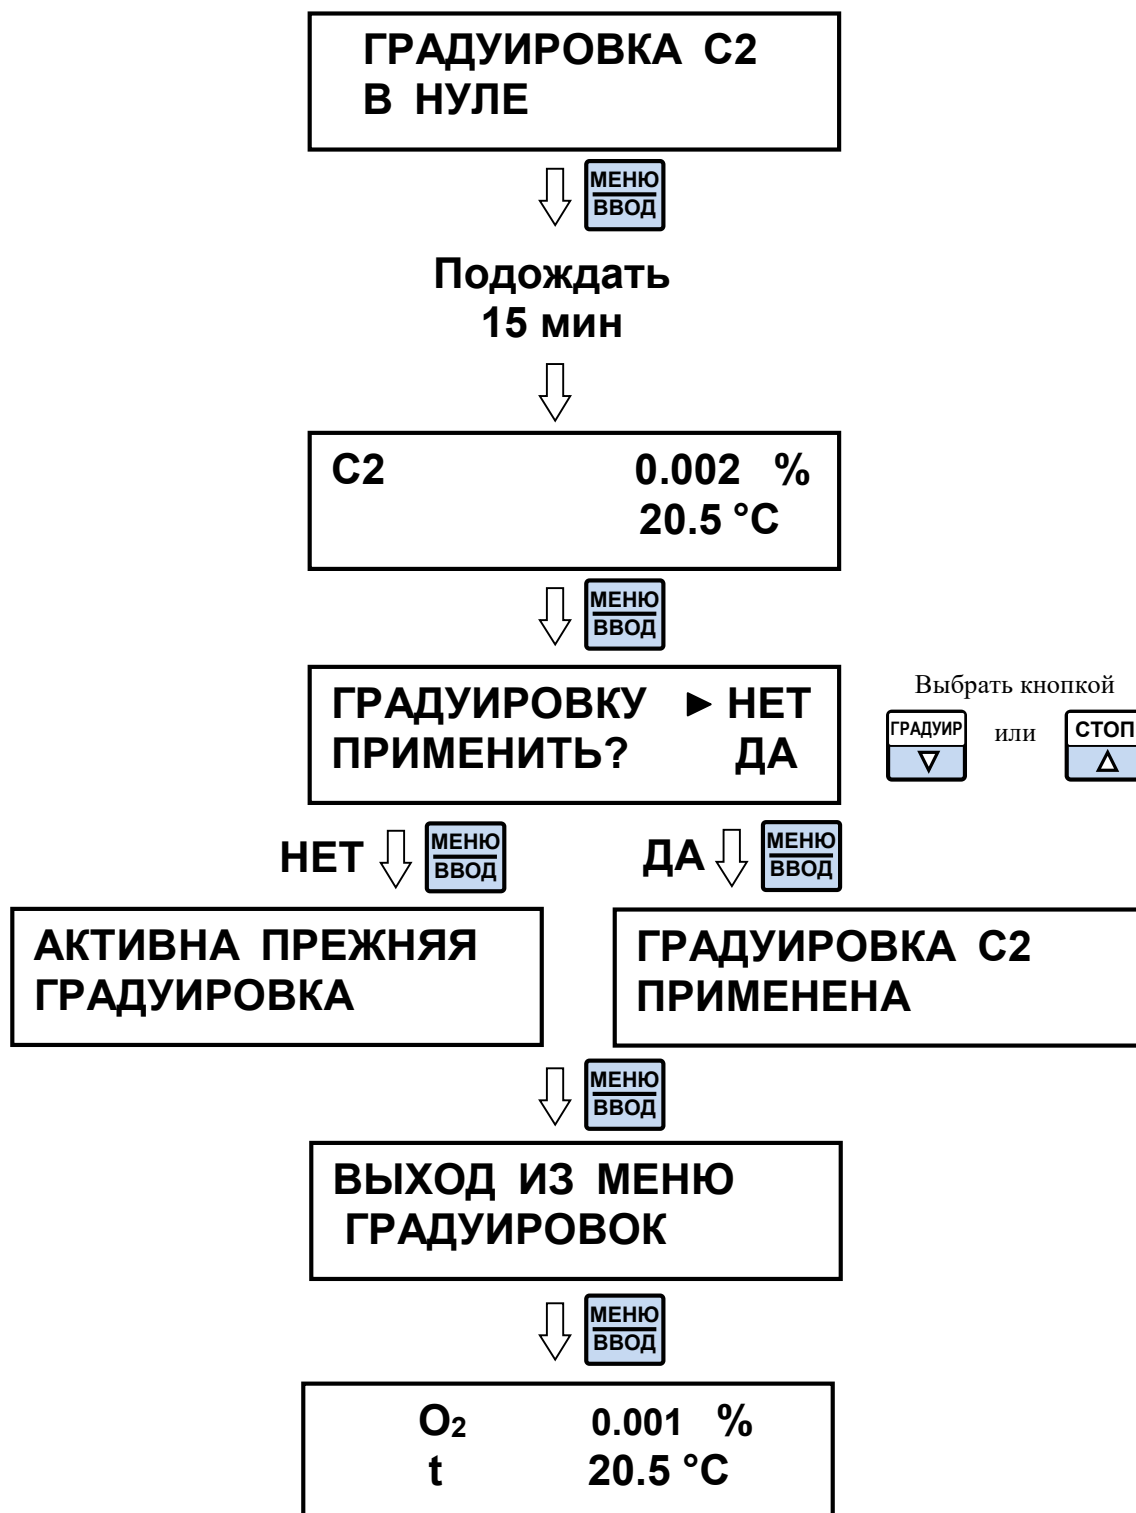 ГРАДУИРОВКА С2
В НУЛЕ
МЕНЮ
ВВОД
Подождать
15 мин
С2 0.002 %
20.5 °С
МЕНЮ
ВВОД
ГРАДУИРОВКУ ► НЕТ
ПРИМЕНИТЬ? ДА
Выбрать кнопкой
ГРАДУИР или СТОП
НЕТ
МЕНЮ
ВВОД
ДА
МЕНЮ
ВВОД
АКТИВНА ПРЕЖНЯЯ
ГРАДУИРОВКА
ГРАДУИРОВКА С2
ПРИМЕНЕНА
МЕНЮ
ВВОД
ВЫХОД ИЗ МЕНЮ
ГРАДУИРОВОК
МЕНЮ
ВВОД
O₂ 0.001 %
t 20.5 °С